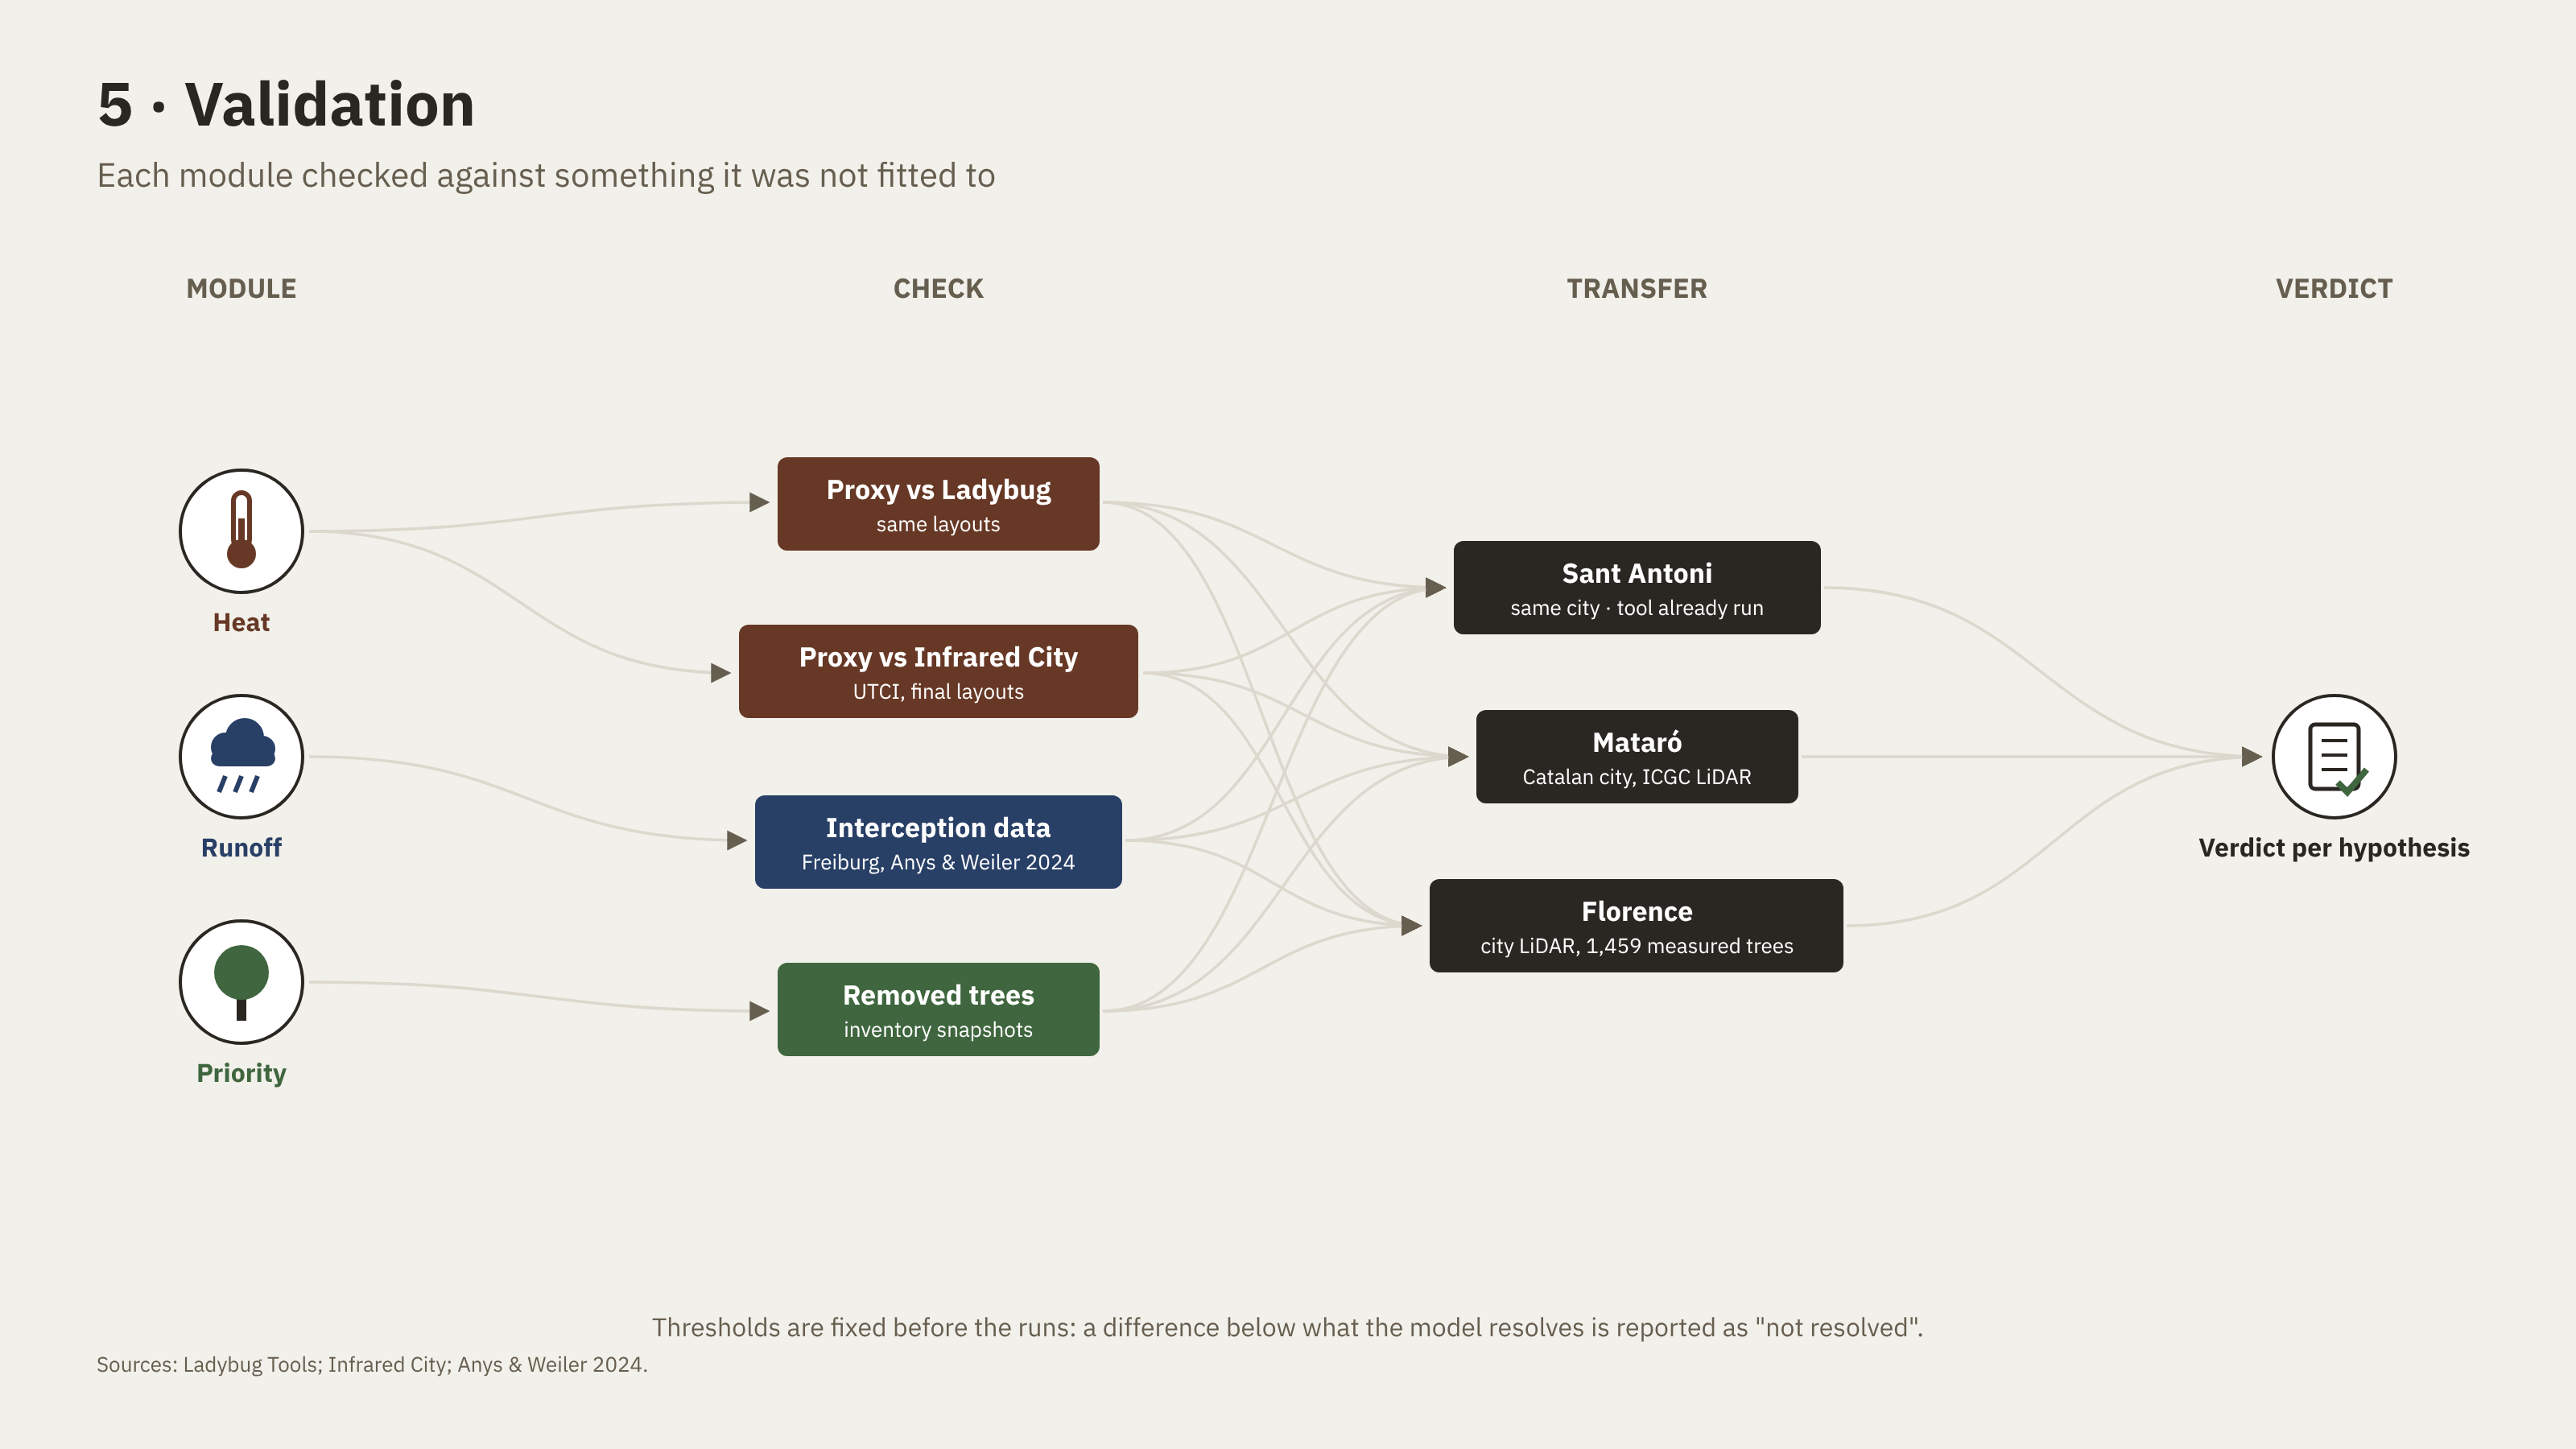 5 · Validation
Each module checked against something it was not fitted to
MODULE
CHECK
TRANSFER
VERDICT
Heat
Runoff
Priority
Proxy vs Ladybug
same layouts
Proxy vs Infrared City
UTCI, final layouts
Interception data
Freiburg, Anys & Weiler 2024
Removed trees
inventory snapshots
Sant Antoni
same city · tool already run
Mataró
Catalan city, ICGC LiDAR
Florence
city LiDAR, 1,459 measured trees
Verdict per hypothesis
Thresholds are fixed before the runs: a difference below what the model resolves is reported as "not resolved".
Sources: Ladybug Tools; Infrared City; Anys & Weiler 2024.